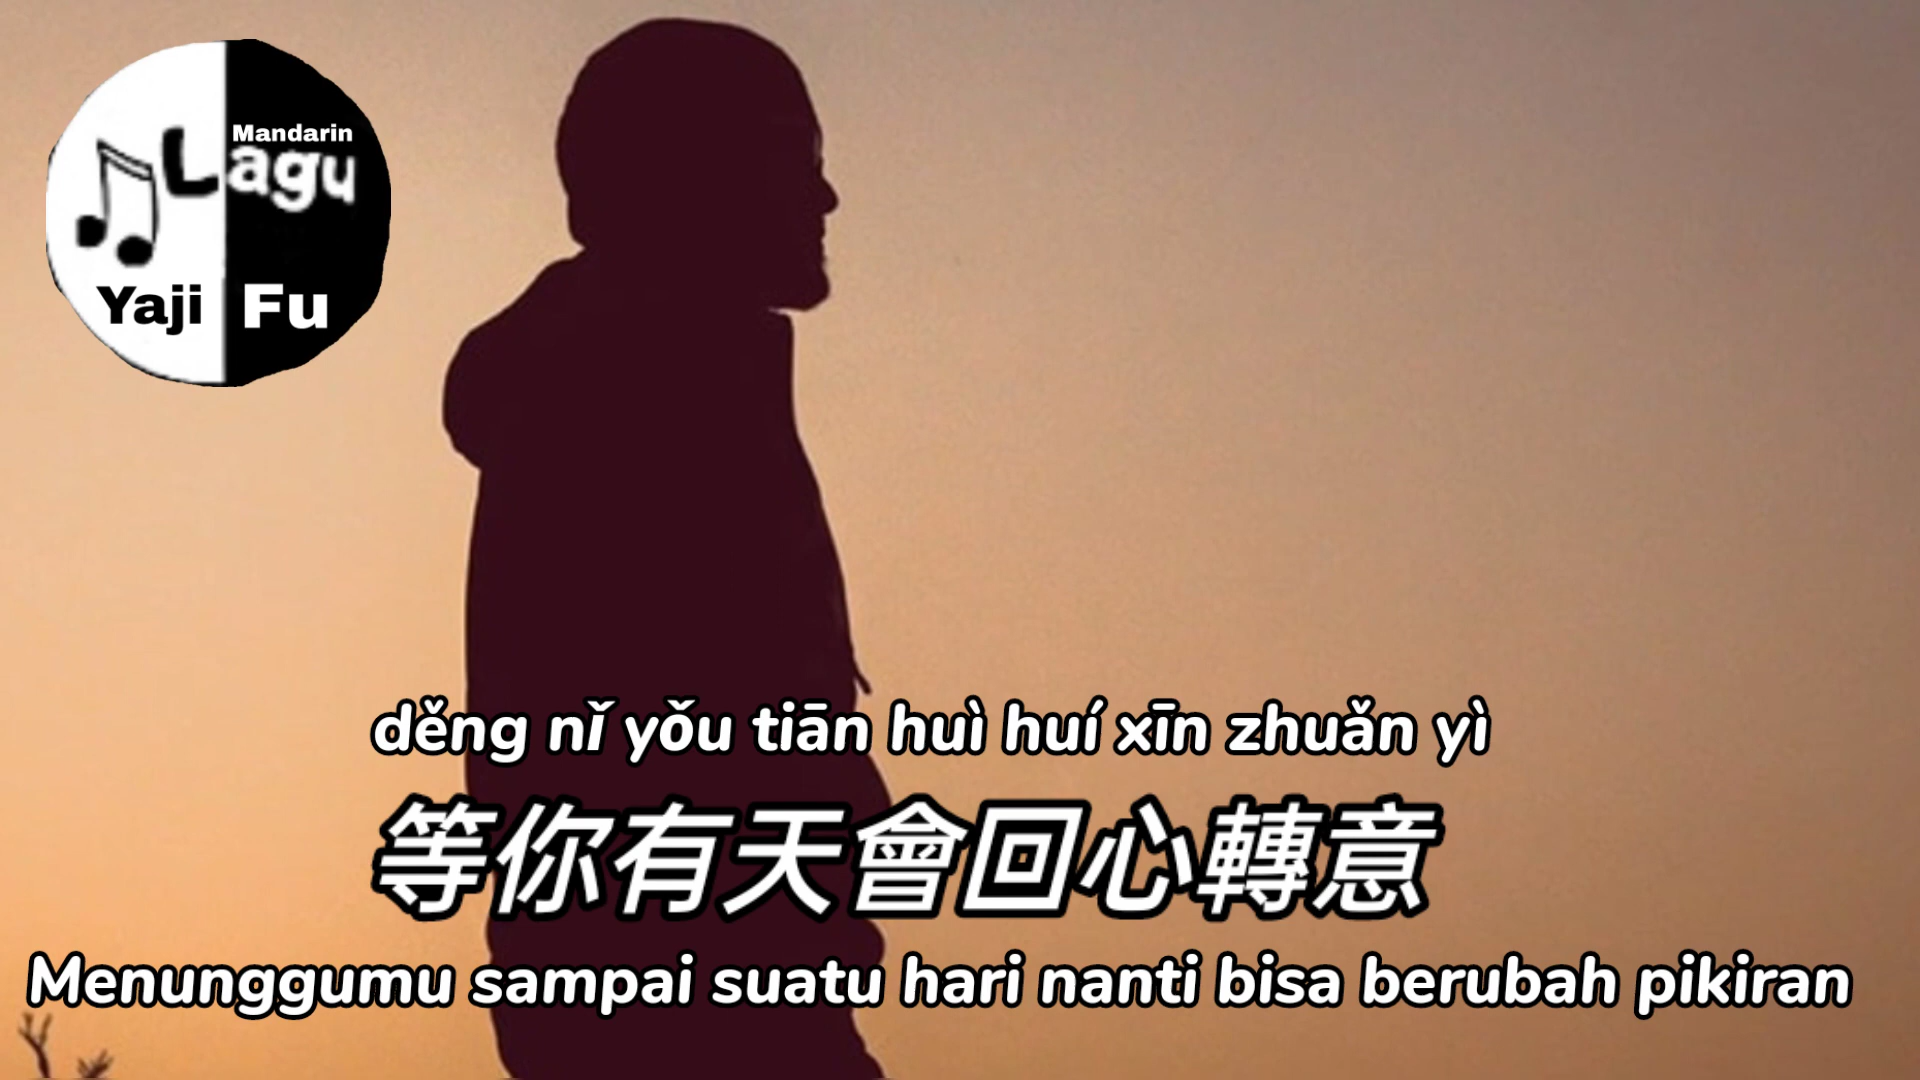 Mandarin
Lagu
Yaji Fu
děng nǐ yǒu tiān huì huí xīn zhuǎn yì
等你有天會回心轉意
Menunggumu sampai suatu hari nanti bisa berubah pikiran